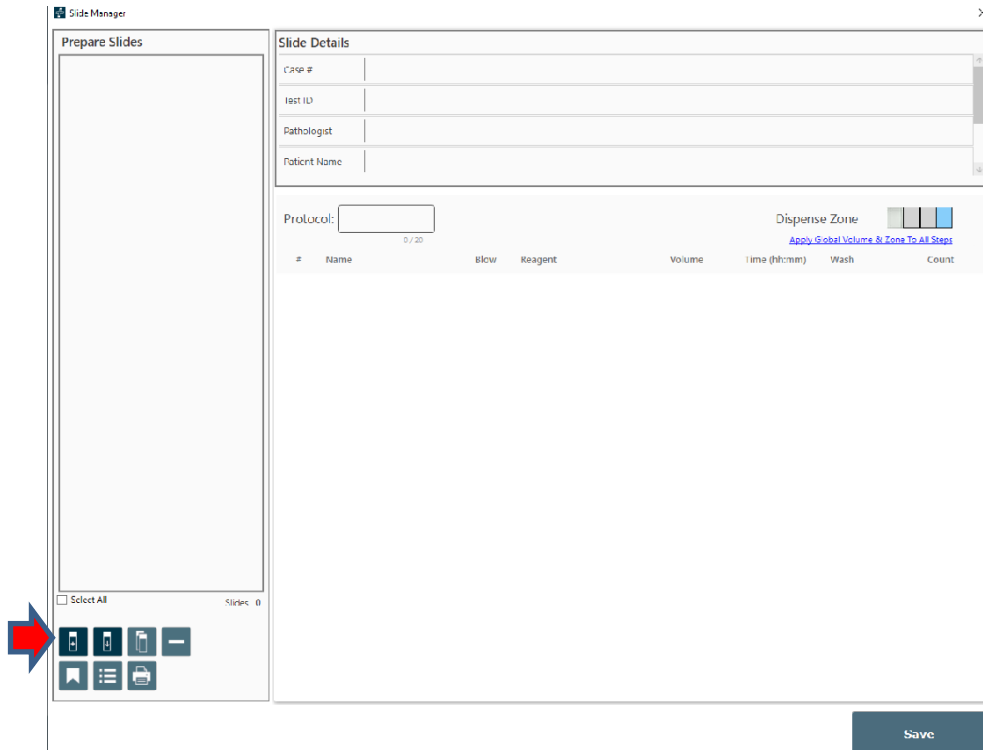 Slide Manager
Prepare Slides
Select All
Slides 0
Slide Details
Case #
Test ID
Pathologist
Patient Name
Protocol:
0 / 20
Dispense Zone
Apply Global Volume & Zone To All Steps
# Name Blow Reagent Volume Time (hh:mm) Wash Count
Save